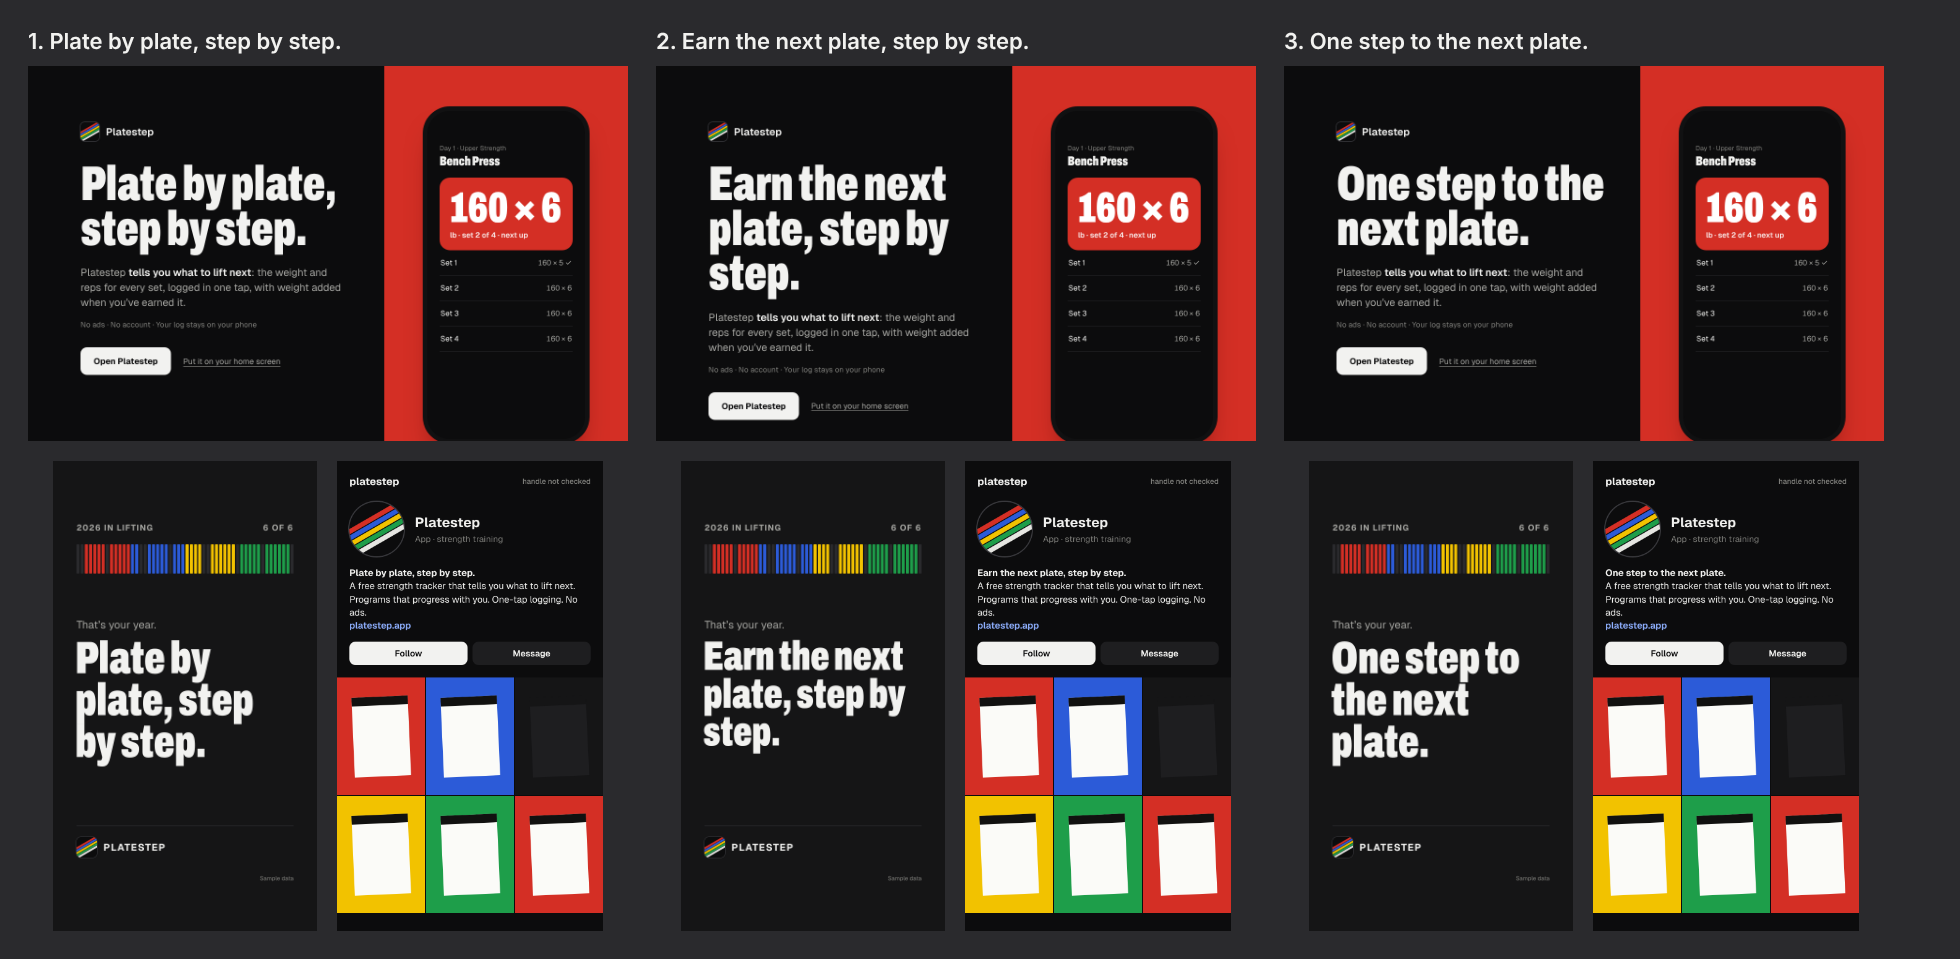 1. Plate by plate, step by step.
Platestep
Plate by plate,
step by step.
Platestep tells you what to lift next: the weight and
reps for every set, logged in one tap, with weight added
when you've earned it.
No ads · No account · Your log stays on your phone
Open Platestep
Put it on your home screen
Day 1 · Upper Strength
Bench Press
160 × 6
lb · set 2 of 4 · next up
Set 1 160 × 5 ✓
Set 2 160 × 6
Set 3 160 × 6
Set 4 160 × 6
2026 IN LIFTING 6 OF 6
That's your year.
Plate by
plate, step
by step.
PLATESTEP
Sample data
platestep handle not checked
Platestep
App · strength training
Plate by plate, step by step.
A free strength tracker that tells you what to lift next.
Programs that progress with you. One-tap logging. No
ads.
platestep.app
Follow Message
2. Earn the next plate, step by step.
Platestep
Earn the next
plate, step by
step.
Platestep tells you what to lift next: the weight and
reps for every set, logged in one tap, with weight added
when you've earned it.
No ads · No account · Your log stays on your phone
Open Platestep
Put it on your home screen
Day 1 · Upper Strength
Bench Press
160 × 6
lb · set 2 of 4 · next up
Set 1 160 × 5 ✓
Set 2 160 × 6
Set 3 160 × 6
Set 4 160 × 6
2026 IN LIFTING 6 OF 6
That's your year.
Earn the next
plate, step by
step.
PLATESTEP
Sample data
platestep handle not checked
Platestep
App · strength training
Earn the next plate, step by step.
A free strength tracker that tells you what to lift next.
Programs that progress with you. One-tap logging. No
ads.
platestep.app
Follow Message
3. One step to the next plate.
Platestep
One step to the
next plate.
Platestep tells you what to lift next: the weight and
reps for every set, logged in one tap, with weight added
when you've earned it.
No ads · No account · Your log stays on your phone
Open Platestep
Put it on your home screen
Day 1 · Upper Strength
Bench Press
160 × 6
lb · set 2 of 4 · next up
Set 1 160 × 5 ✓
Set 2 160 × 6
Set 3 160 × 6
Set 4 160 × 6
2026 IN LIFTING 6 OF 6
That's your year.
One step to
the next
plate.
PLATESTEP
Sample data
platestep handle not checked
Platestep
App · strength training
One step to the next plate.
A free strength tracker that tells you what to lift next.
Programs that progress with you. One-tap logging. No
ads.
platestep.app
Follow Message